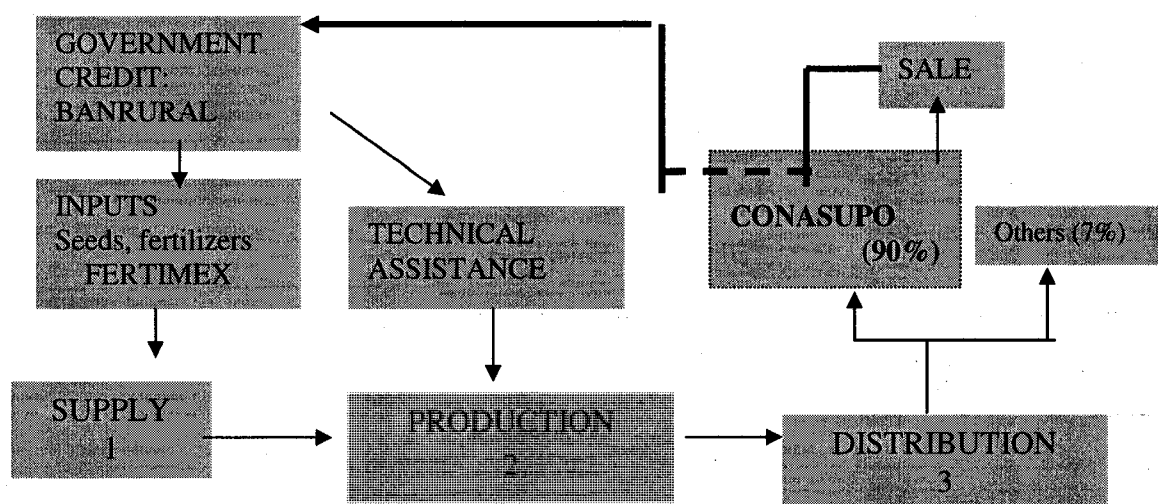 GOVERNMENT
CREDIT:
BANRURAL
SALE
INPUTS
Seeds, fertilizers
FERTIMEX
TECHNICAL
ASSISTANCE
CONASUPO
(90%)
Others (7%)
SUPPLY
1
PRODUCTION
2
DISTRIBUTION
3